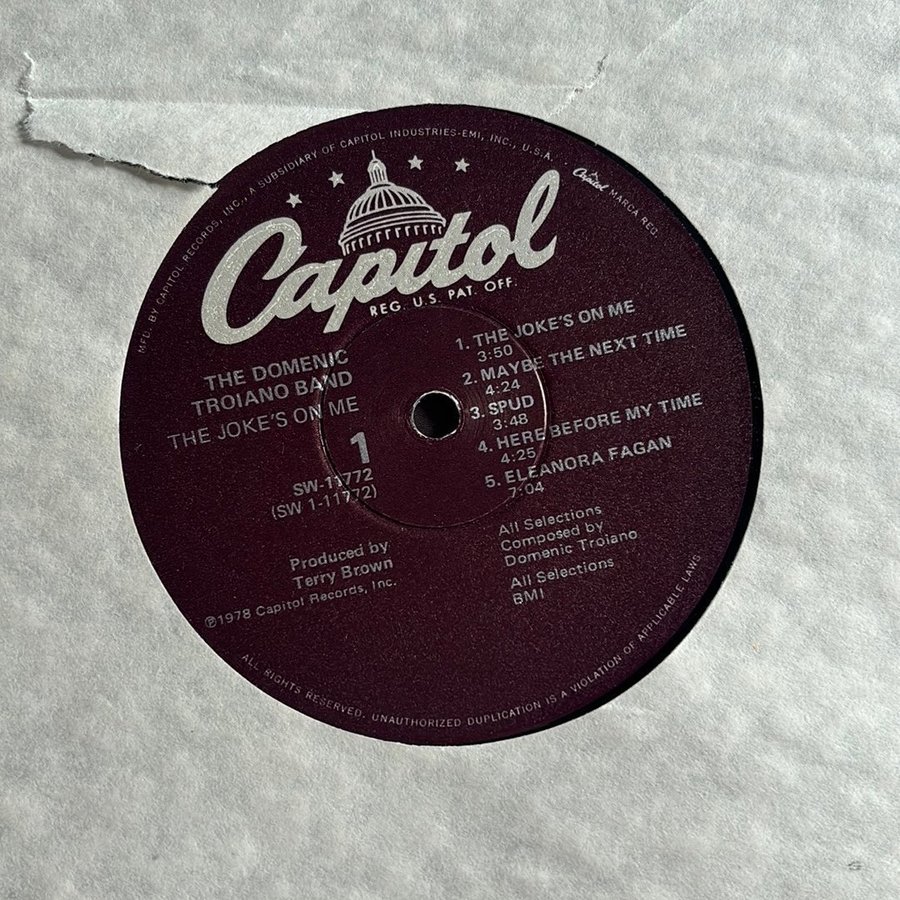 MFD. BY CAPITOL RECORDS, INC., A SUBSIDIARY OF CAPITOL INDUSTRIES-EMI, INC., U.S.A. . Capitol MARCA REG.
Capitol
REG. U.S. PAT. OFF.
THE DOMENIC
TROIANO BAND
THE JOKE'S ON ME
1
SW-11772
(SW 1-11772)
1. THE JOKE'S ON ME
3:50
2. MAYBE THE NEXT TIME
4:24
3. SPUD
3:48
4. HERE BEFORE MY TIME
4:25
5. ELEANORA FAGAN
7:04
Produced by
Terry Brown
℗1978 Capitol Records, Inc.
All Selections
Composed by
Domenic Troiano
All Selections
BMI
ALL RIGHTS RESERVED. UNAUTHORIZED DUPLICATION IS A VIOLATION OF APPLICABLE LAWS